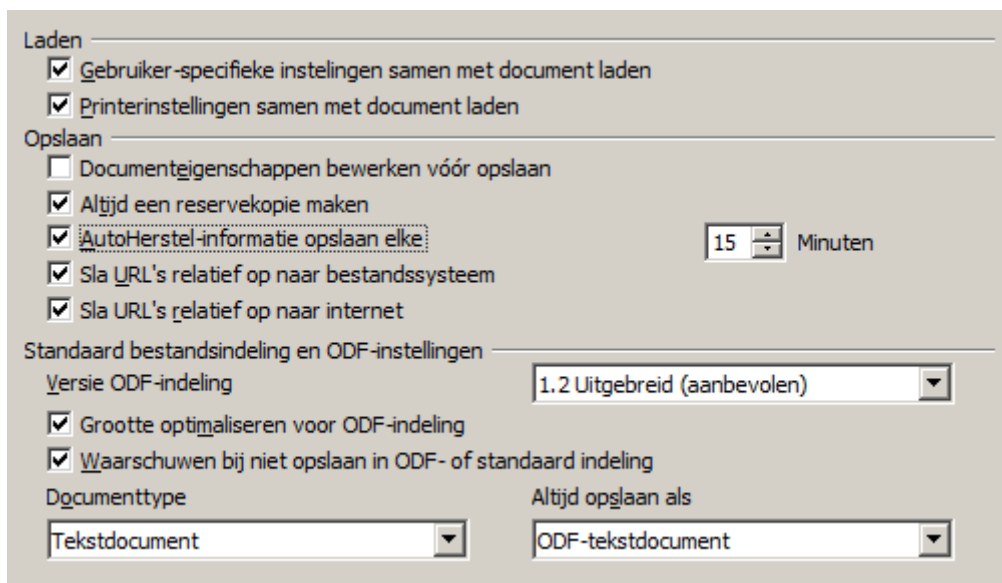 Laden
Gebruiker-specifieke instelingen samen met document laden
Printerinstellingen samen met document laden
Opslaan
Documenteigenschappen bewerken vóór opslaan
Altijd een reservekopie maken
AutoHerstel-informatie opslaan elke 15 Minuten
Sla URL's relatief op naar bestandssysteem
Sla URL's relatief op naar internet
Standaard bestandsindeling en ODF-instellingen
Versie ODF-indeling 1.2 Uitgebreid (aanbevolen)
Grootte optimaliseren voor ODF-indeling
Waarschuwen bij niet opslaan in ODF- of standaard indeling
Documenttype Altijd opslaan als
Tekstdocument ODF-tekstdocument